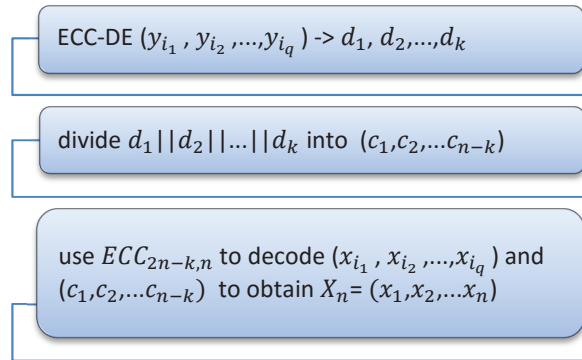 ECC-DE (𝑦_{𝑖_1} , 𝑦_{𝑖_2} ,...,𝑦_{𝑖_𝑞}) -> 𝑑_1, 𝑑_2,...,𝑑_𝑘
divide 𝑑_1||𝑑_2||...||𝑑_𝑘 into (𝑐_1,𝑐_2,...𝑐_{𝑛−𝑘})
use 𝐸𝐶𝐶_{2𝑛−𝑘,𝑛} to decode (𝑥_{𝑖_1} , 𝑥_{𝑖_2} ,...,𝑥_{𝑖_𝑞}) and
(𝑐_1,𝑐_2,...𝑐_{𝑛−𝑘}) to obtain 𝑋_𝑛= (𝑥_1,𝑥_2,...𝑥_𝑛)